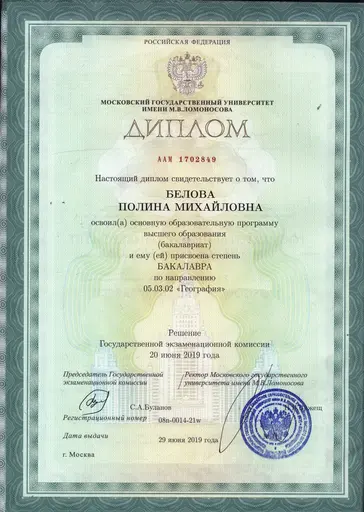 РОССИЙСКАЯ ФЕДЕРАЦИЯ
МОСКОВСКИЙ ГОСУДАРСТВЕННЫЙ УНИВЕРСИТЕТ
ИМЕНИ М.В.ЛОМОНОСОВА
ДИПЛОМ
ААМ 1702849
Настоящий диплом свидетельствует о том, что
БЕЛОВА
ПОЛИНА МИХАЙЛОВНА
освоил(а) основную образовательную программу
высшего образования
(бакалавриат)
и ему (ей) присвоена степень
БАКАЛАВРА
по направлению
05.03.02 «География»
Решение
Государственной экзаменационной комиссии
20 июня 2019 года
Председатель Государственной
экзаменационной комиссии
Ректор Московского государственного
университета имени М.В.Ломоносова
С.А.Буланов
Регистрационный номер 08п-0014-21w
Дата выдачи 29 июня 2019 года
г. Москва